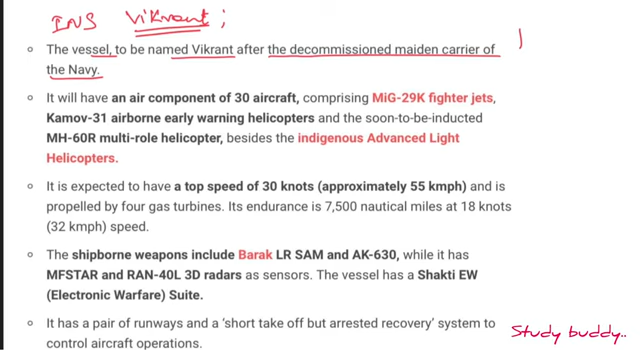 INS Vikrant ;
The vessel, to be named Vikrant after the decommissioned maiden carrier of
the Navy.
It will have an air component of 30 aircraft, comprising MiG-29K fighter jets,
Kamov-31 airborne early warning helicopters and the soon-to-be-inducted
MH-60R multi-role helicopter, besides the indigenous Advanced Light
Helicopters.
It is expected to have a top speed of 30 knots (approximately 55 kmph) and is
propelled by four gas turbines. Its endurance is 7,500 nautical miles at 18 knots
(32 kmph) speed.
The shipborne weapons include Barak LR SAM and AK-630, while it has
MFSTAR and RAN-40L 3D radars as sensors. The vessel has a Shakti EW
(Electronic Warfare) Suite.
It has a pair of runways and a ‘short take off but arrested recovery’ system to
control aircraft operations.
Study buddy..